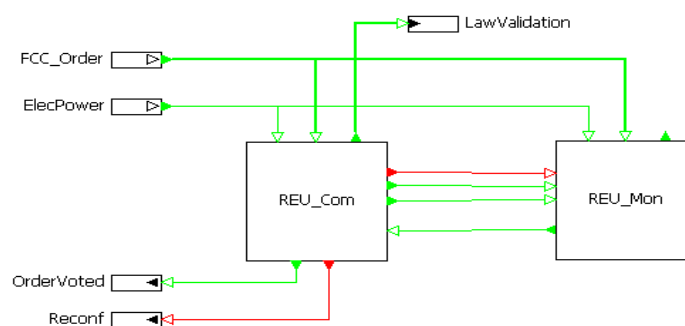 LawValidation
FCC_Order
ElecPower
REU_Com
REU_Mon
OrderVoted
Reconf